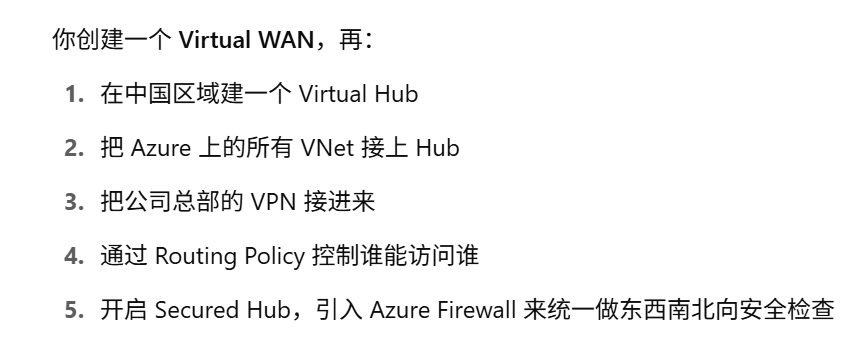 你创建一个 Virtual WAN，再：
1. 在中国区域建一个 Virtual Hub
2. 把 Azure 上的所有 VNet 接上 Hub
3. 把公司总部的 VPN 接进来
4. 通过 Routing Policy 控制谁能访问谁
5. 开启 Secured Hub，引入 Azure Firewall 来统一做东西南北向安全检查